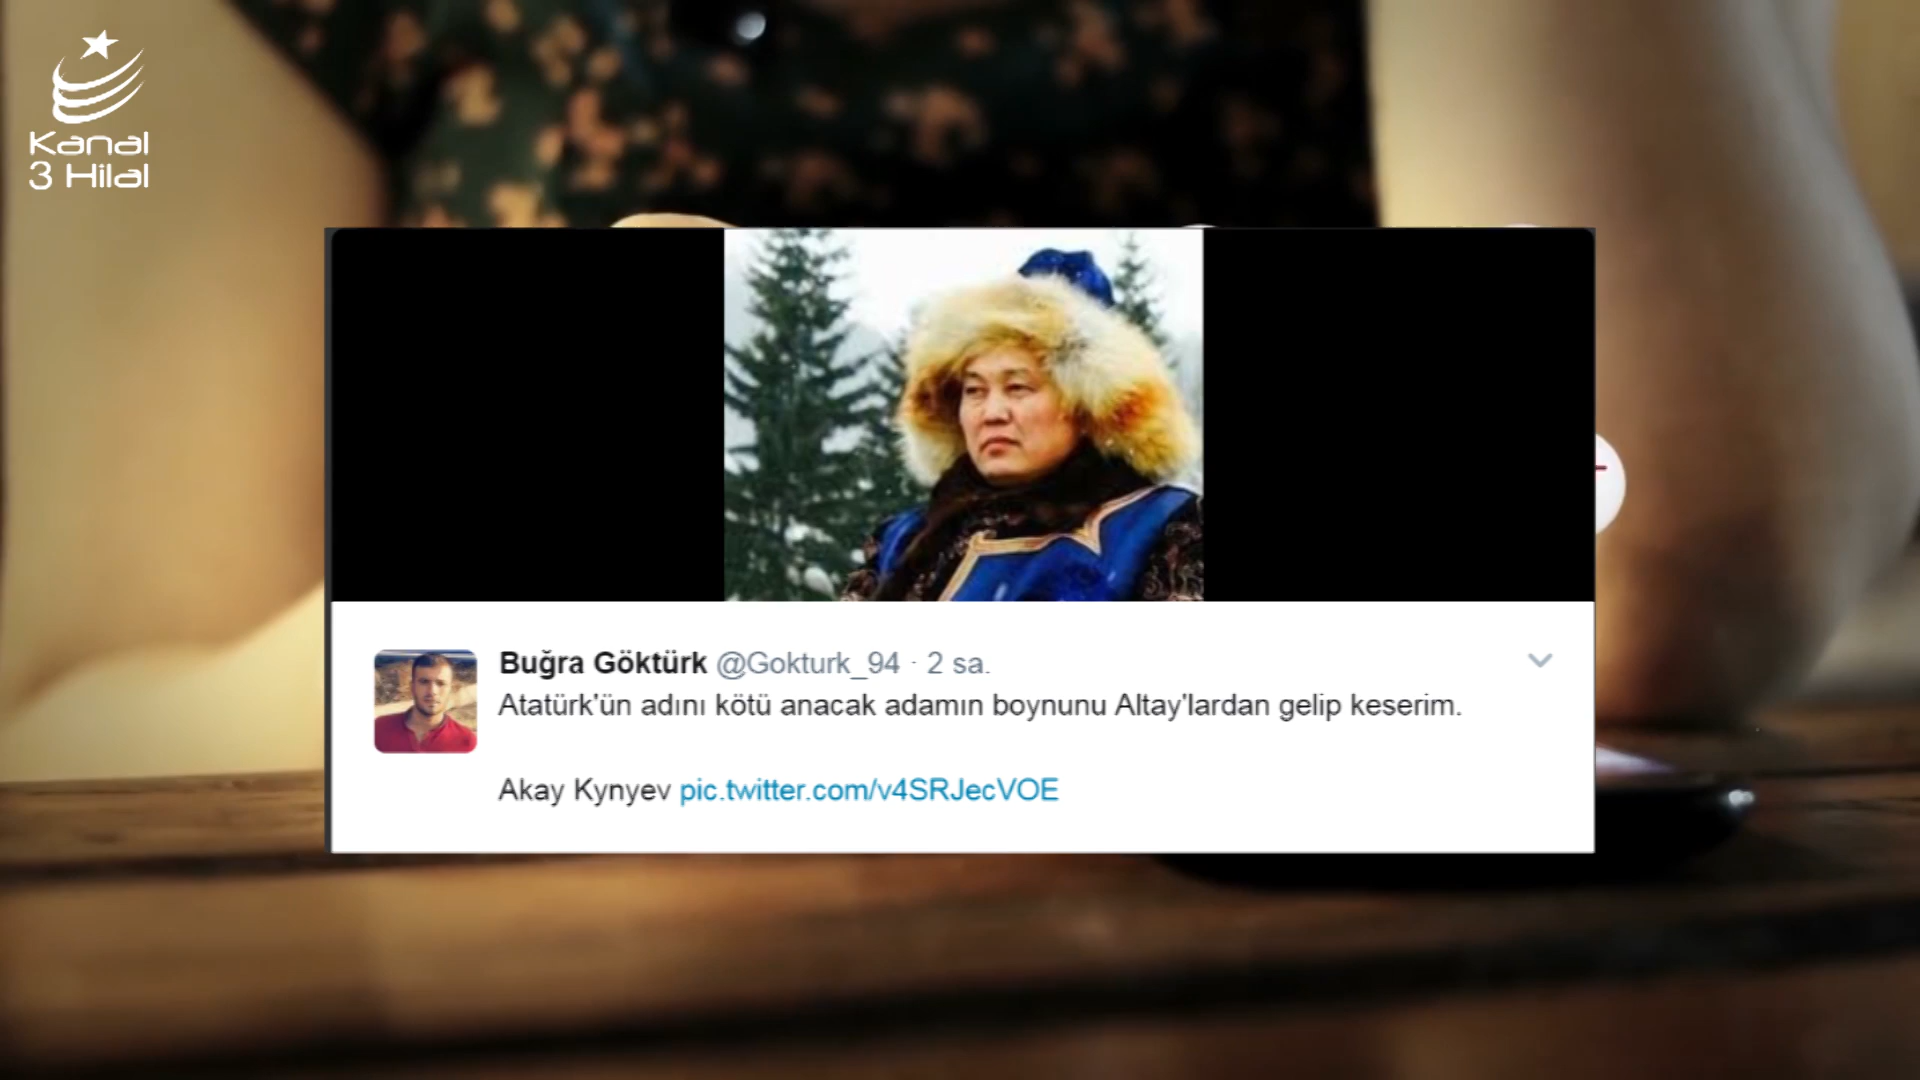 Kanal
3 Hilal
Buğra Göktürk @Gokturk_94 · 2 sa.
Atatürk'ün adını kötü anacak adamın boynunu Altay'lardan gelip keserim.
Akay Kynyev pic.twitter.com/v4SRJecVOE